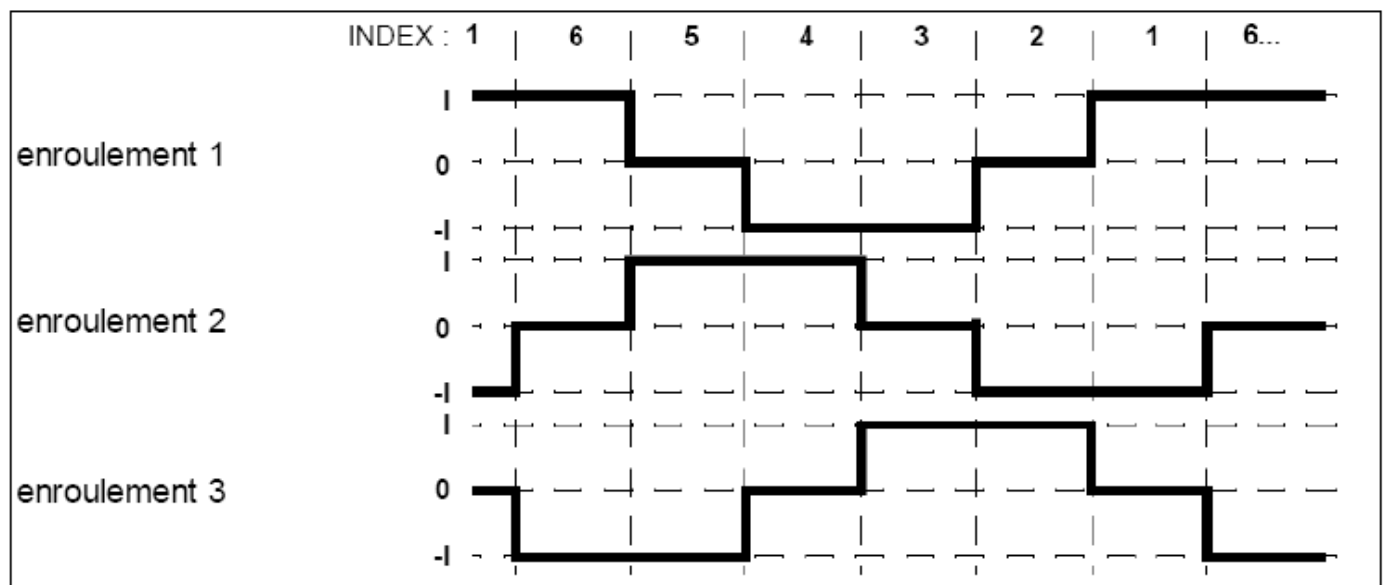 INDEX : 1 6 5 4 3 2 1 6...
I
enroulement 1
0
-I
I
enroulement 2
0
-I
I
enroulement 3
0
-I